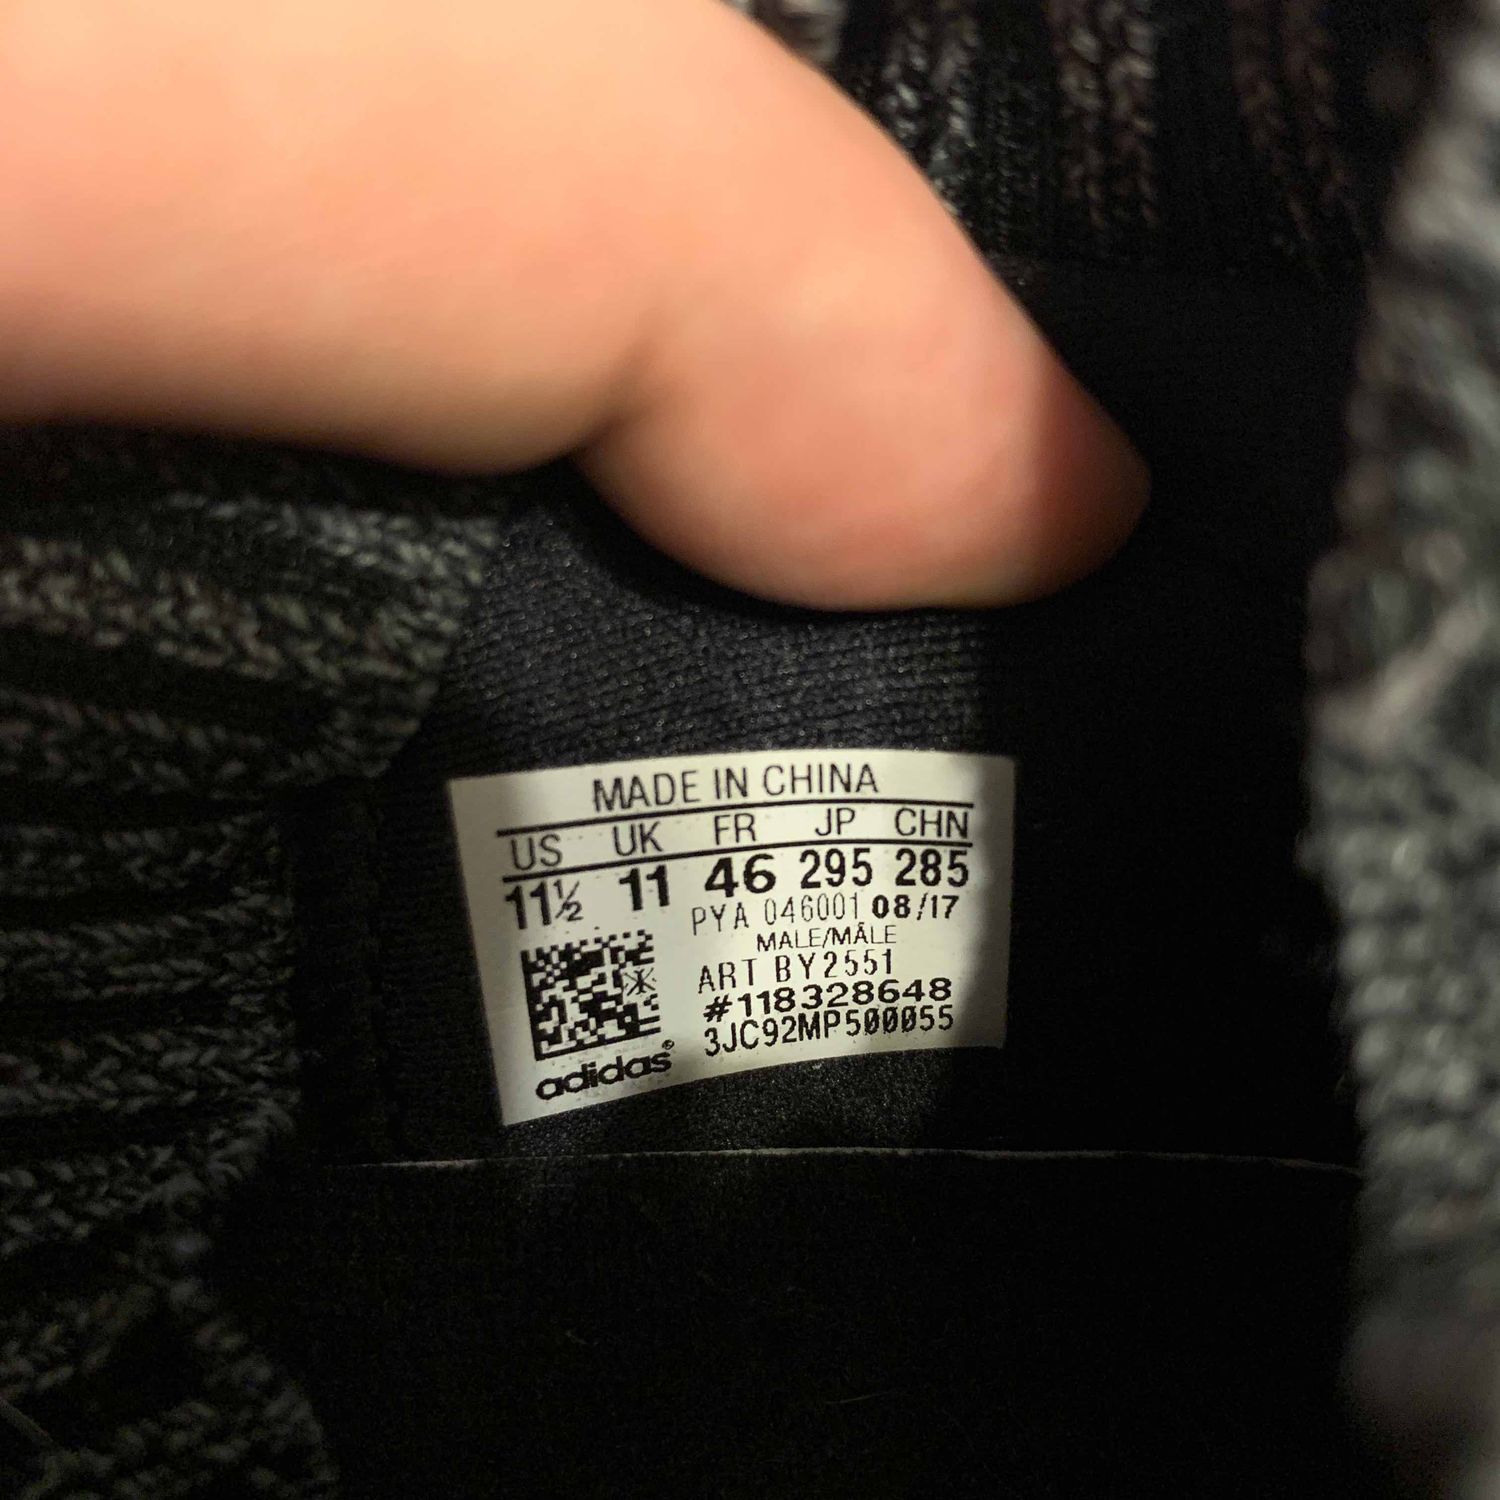 MADE IN CHINA
US UK FR JP CHN
11½ 11 46 295 285
PYA 046001 08/17
MALE/MÂLE
ART BY2551
#118328648
3JC92MP500055
adidas®